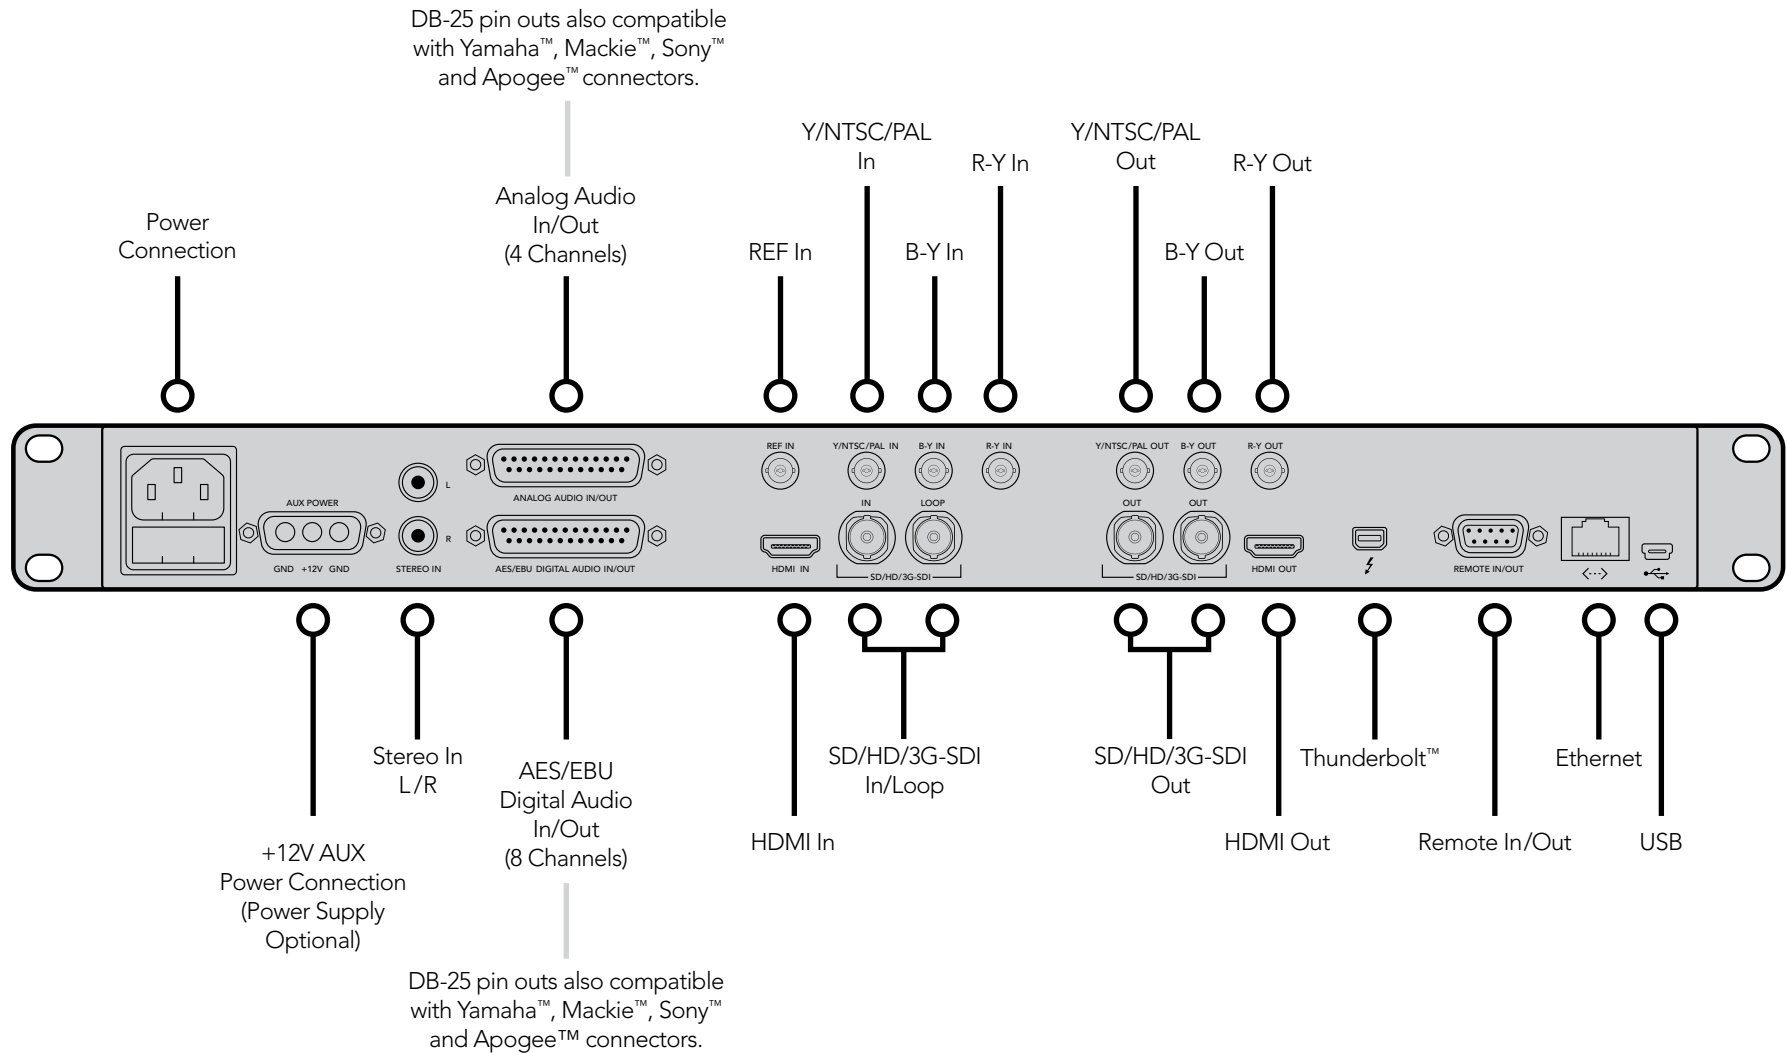 DB-25 pin outs also compatible
with Yamaha™, Mackie™, Sony™
and Apogee™ connectors.
Y/NTSC/PAL
In
R-Y In
Y/NTSC/PAL
Out
R-Y Out
Analog Audio
In/Out
(4 Channels)
Power
Connection
REF In
B-Y In
B-Y Out
REF IN
Y/NTSC/PAL IN
B-Y IN
R-Y IN
Y/NTSC/PAL OUT
B-Y OUT
R-Y OUT
L
ANALOG AUDIO IN/OUT
AUX POWER
IN
LOOP
OUT
OUT
R
GND +12V GND
STEREO IN
AES/EBU DIGITAL AUDIO IN/OUT
HDMI IN
SD/HD/3G-SDI
SD/HD/3G-SDI
HDMI OUT
REMOTE IN/OUT
Stereo In
L/R
AES/EBU
Digital Audio
In/Out
(8 Channels)
SD/HD/3G-SDI
In/Loop
SD/HD/3G-SDI
Out
Thunderbolt™
Ethernet
HDMI In
HDMI Out
Remote In/Out
USB
+12V AUX
Power Connection
(Power Supply
Optional)
DB-25 pin outs also compatible
with Yamaha™, Mackie™, Sony™
and Apogee™ connectors.